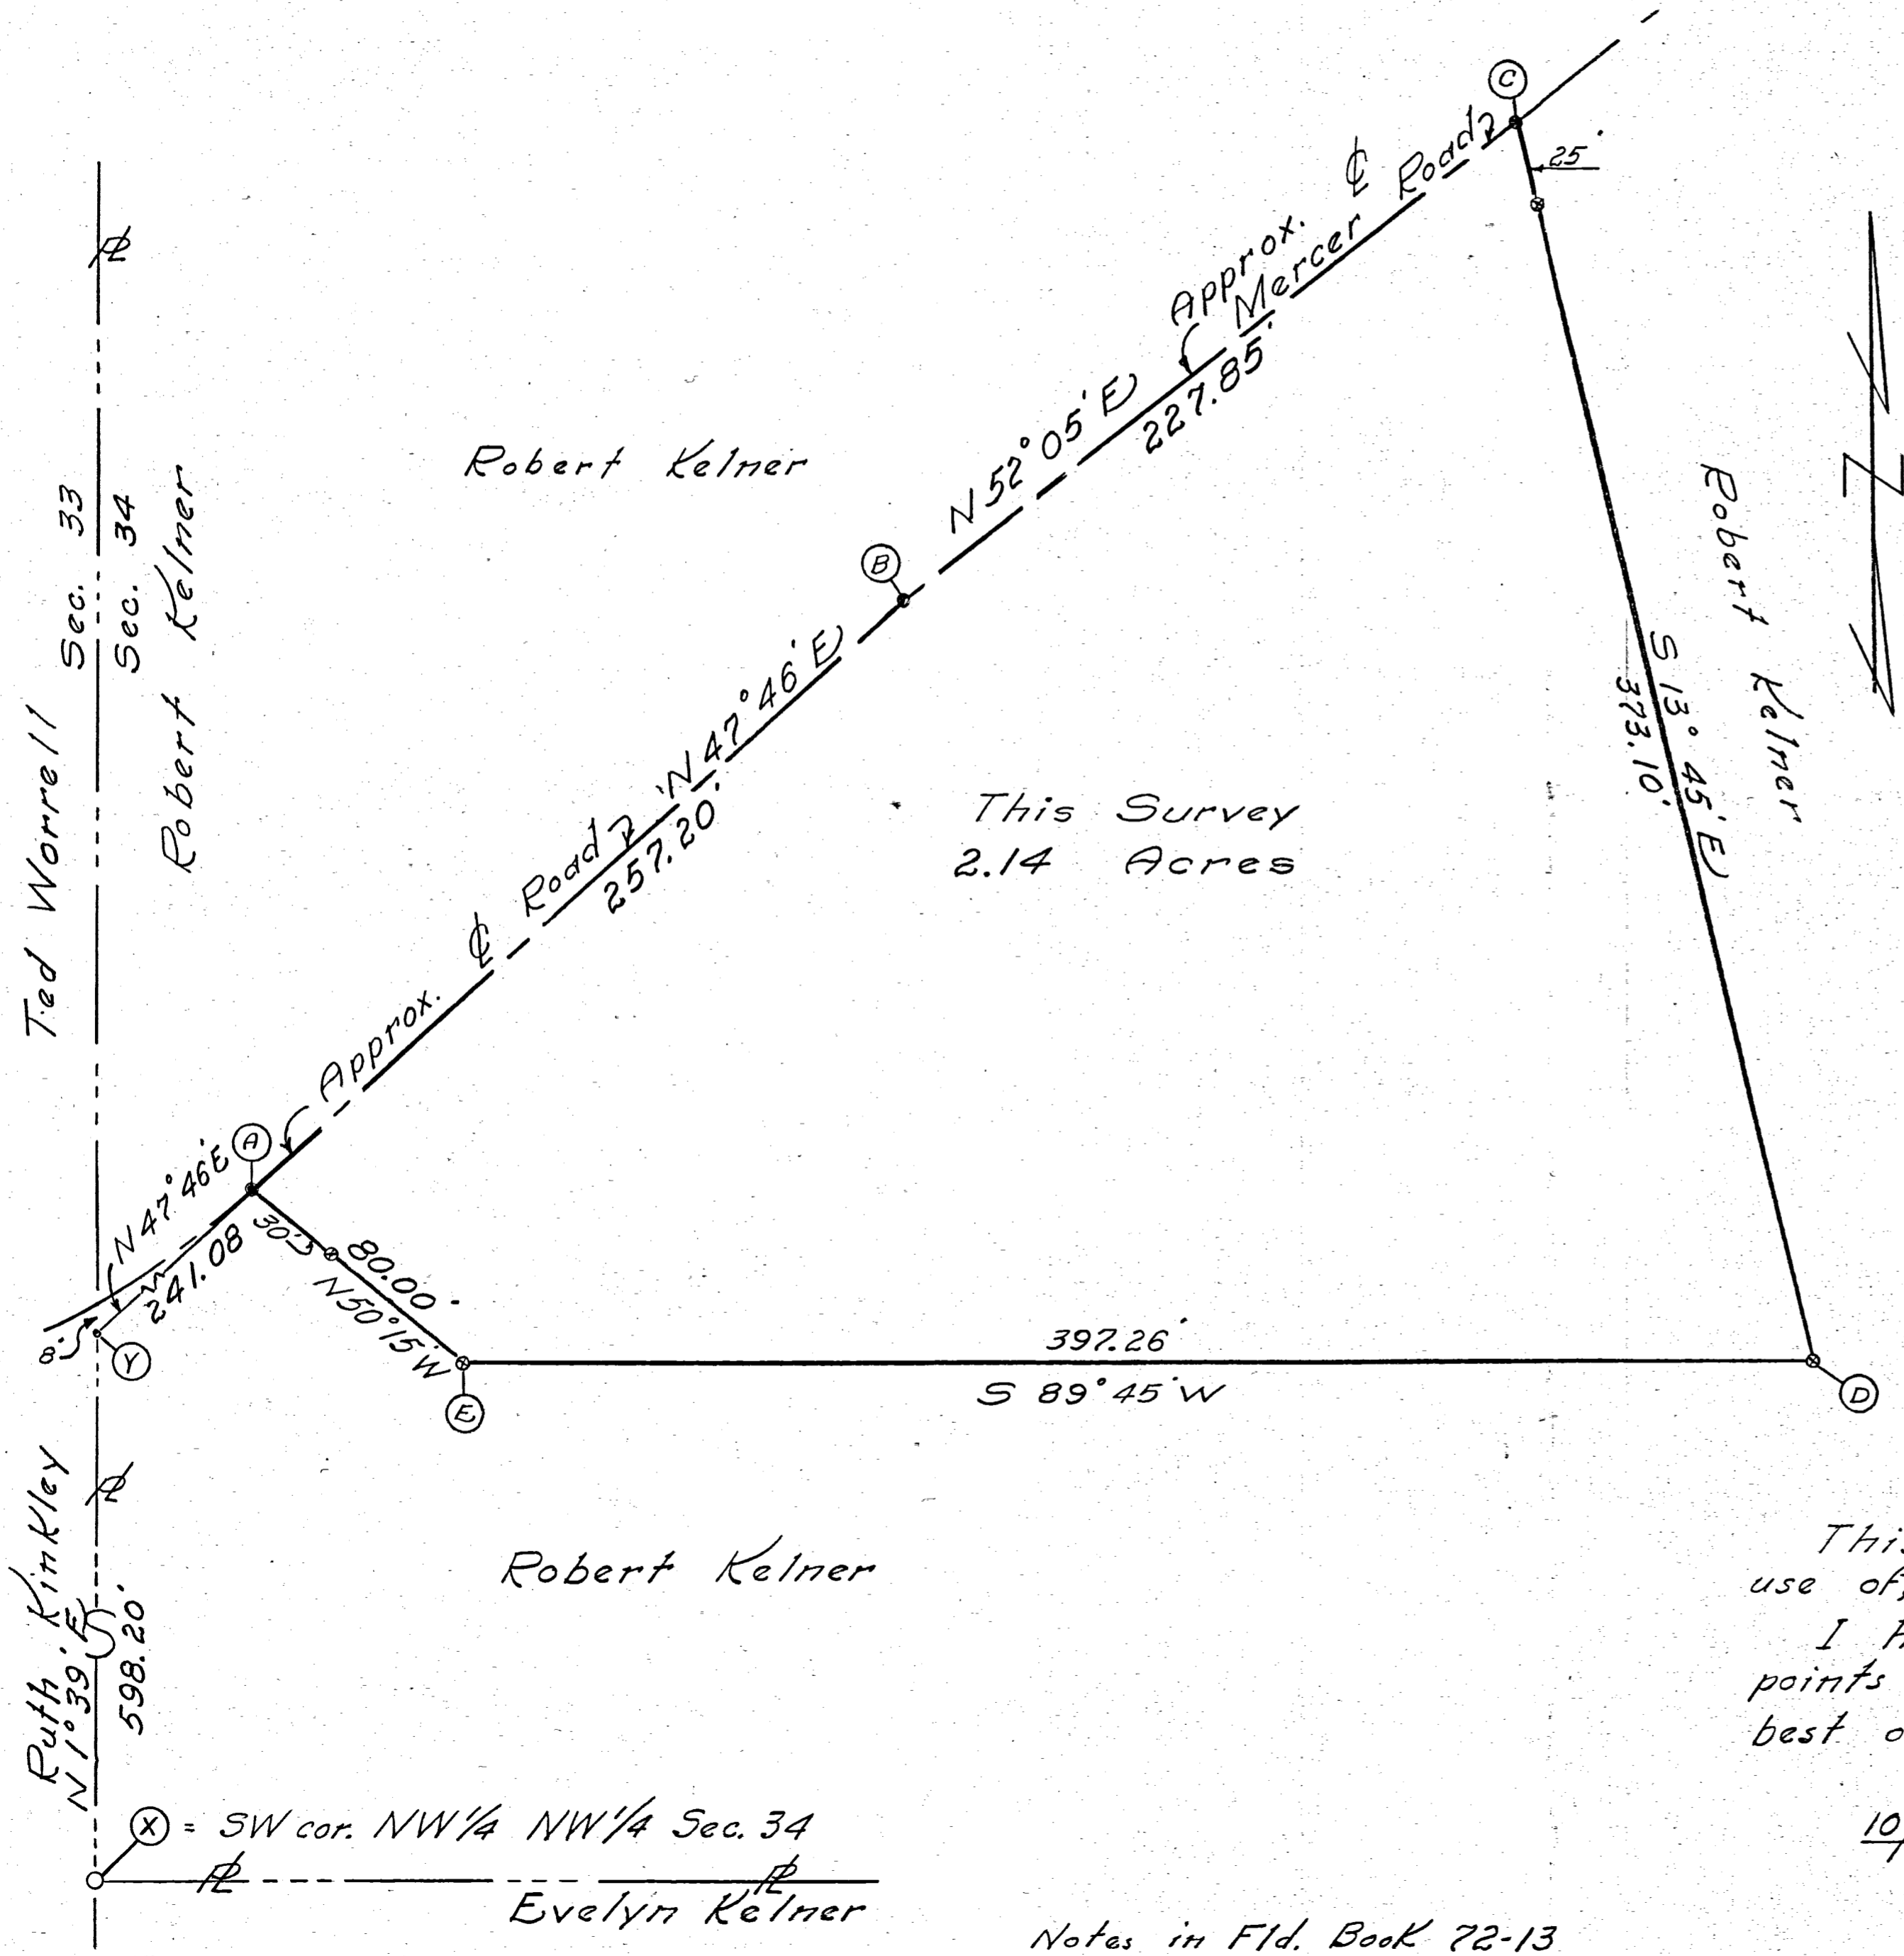 C
25'
℄
Approx.
Mercer Road
N 52° 05' E
227.85'
℄
Robert Kelner
Sec. 33
Sec. 34
Robert Kelner
Ted Worrell
B
Robert Kelner
S 13° 45' E
373.10'
N 47° 46' E
257.20'
This Survey
2.14 Acres
Approx. ℄ Road
A
N 47° 46' E
241.08
30'
80.00'
N 50° 15' W
8'
Y
E
397.26'
S 89° 45' W
D
℄
Ruth Kinkley
N 1° 39' E
598.20'
Robert Kelner
This
use of,
I
points
best
X = SW cor. NW 1/4 NW 1/4 Sec. 34
10
℄
℄
Evelyn Kelner
Notes in Fld. Book 72-13